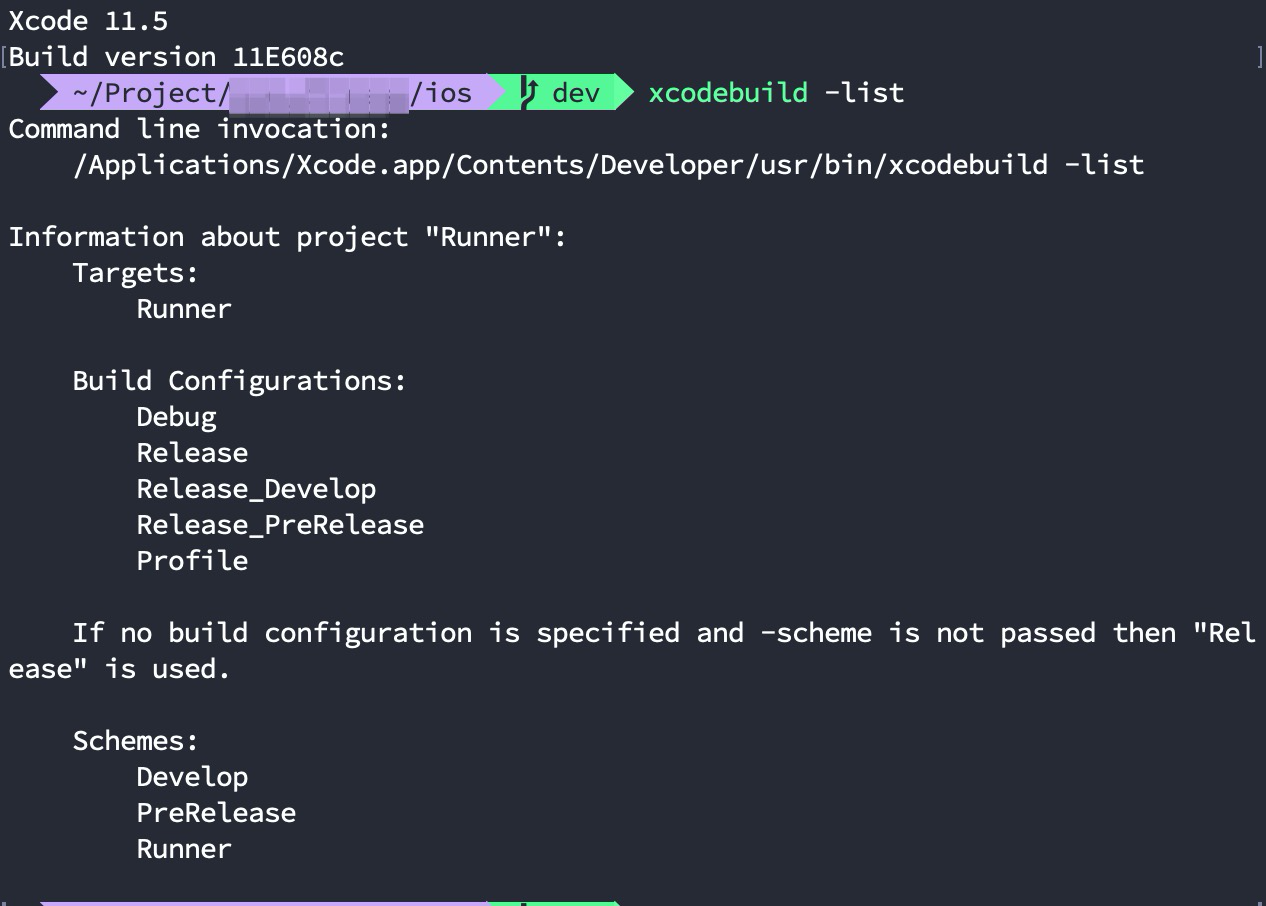 Xcode 11.5
Build version 11E608c
~/Project/ /ios dev xcodebuild -list
Command line invocation:
/Applications/Xcode.app/Contents/Developer/usr/bin/xcodebuild -list
Information about project "Runner":
Targets:
Runner
Build Configurations:
Debug
Release
Release_Develop
Release_PreRelease
Profile
If no build configuration is specified and -scheme is not passed then "Rel
ease" is used.
Schemes:
Develop
PreRelease
Runner